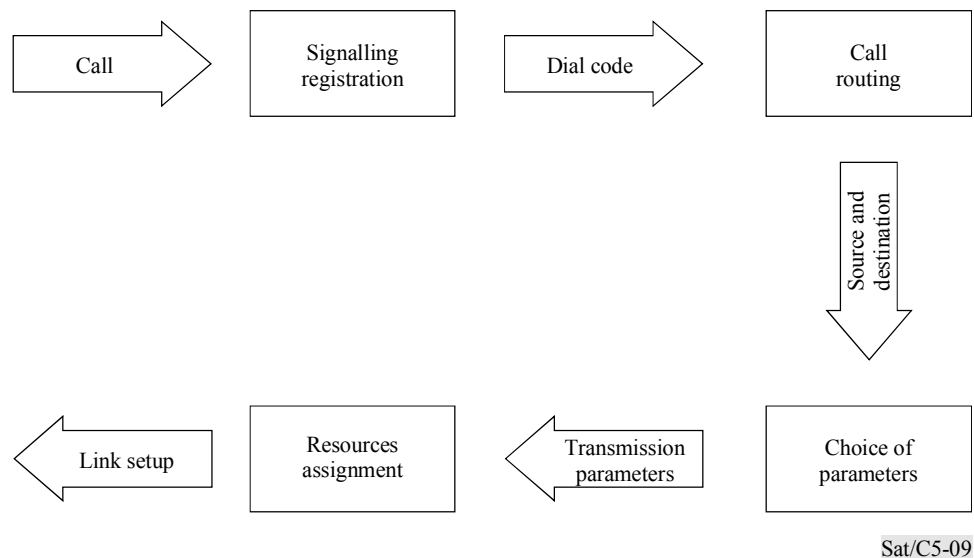 Call
Signalling
registration
Dial code
Call
routing
Source and
destination
Choice of
parameters
Transmission
parameters
Resources
assignment
Link setup
Sat/C5-09